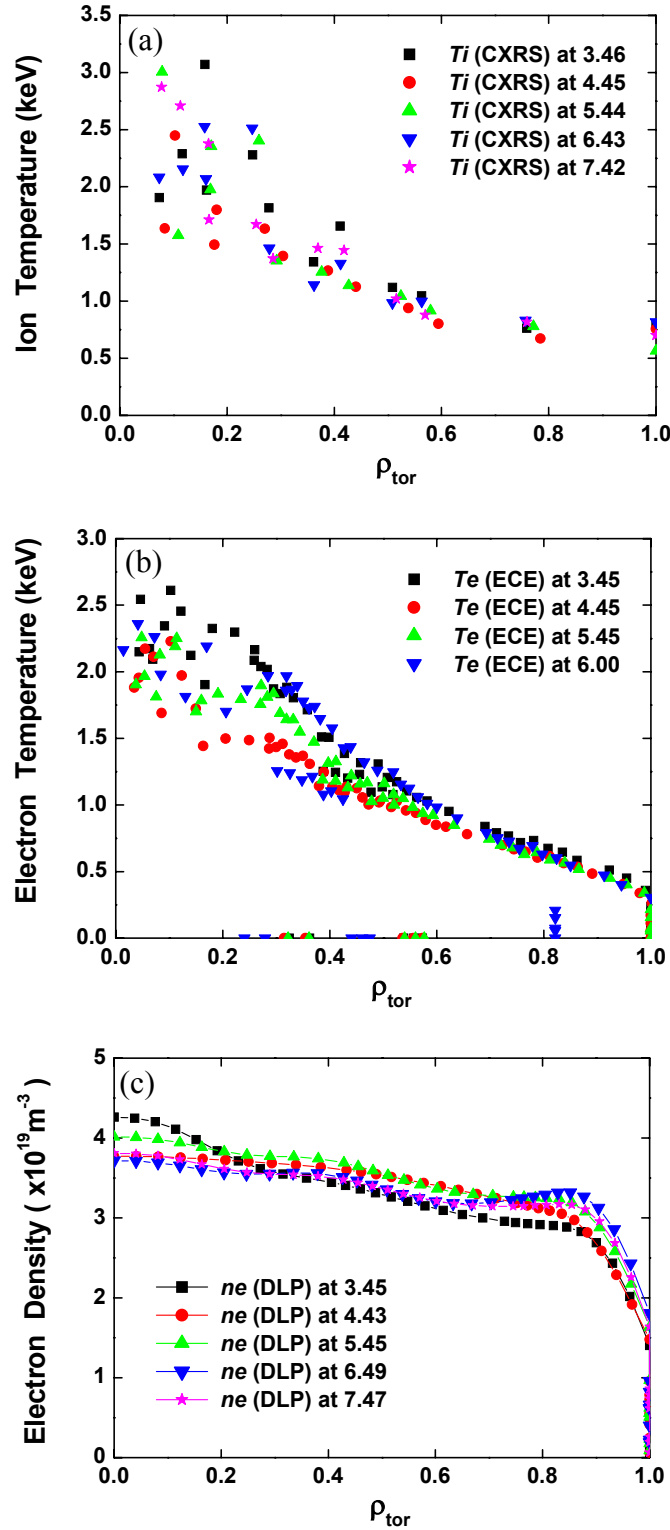 (a)
Ti (CXRS) at 3.46
Ti (CXRS) at 4.45
Ti (CXRS) at 5.44
Ti (CXRS) at 6.43
Ti (CXRS) at 7.42
Ion Temperature (keV)
3.5
3.0
2.5
2.0
1.5
1.0
0.5
0.0
0.0 0.2 0.4 0.6 0.8 1.0
ρtor
(b)
Te (ECE) at 3.45
Te (ECE) at 4.45
Te (ECE) at 5.45
Te (ECE) at 6.00
Electron Temperature (keV)
3.0
2.5
2.0
1.5
1.0
0.5
0.0
0.0 0.2 0.4 0.6 0.8 1.0
ρtor
(c)
ne (DLP) at 3.45
ne (DLP) at 4.43
ne (DLP) at 5.45
ne (DLP) at 6.49
ne (DLP) at 7.47
Electron Density ( x10¹⁹m⁻³)
5
4
3
2
1
0
0.0 0.2 0.4 0.6 0.8 1.0
ρtor